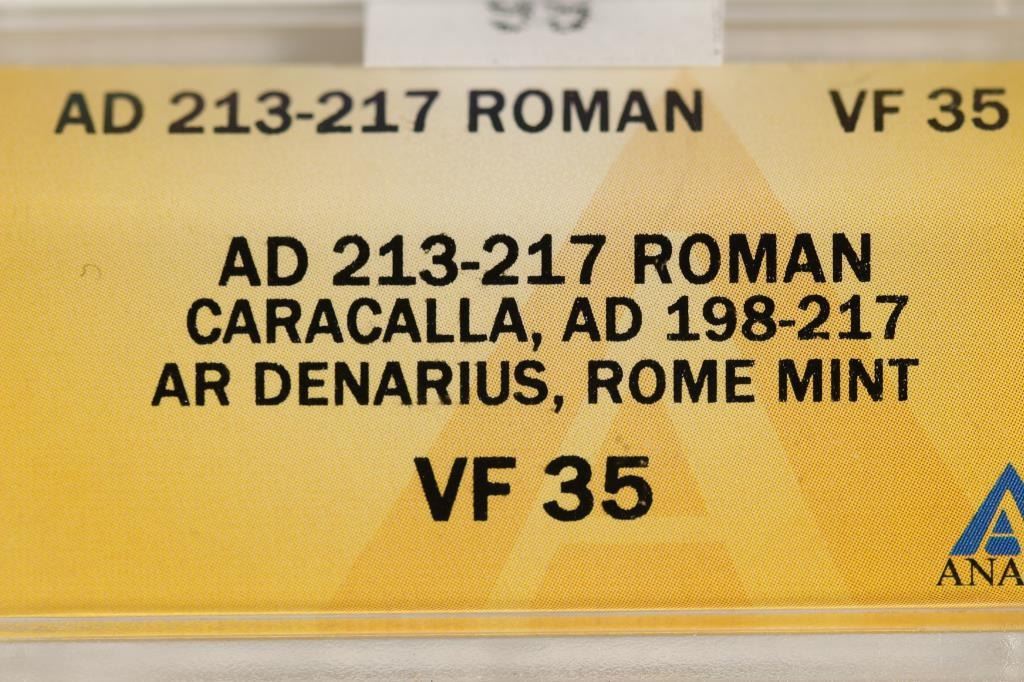 AD 213-217 ROMAN VF 35
AD 213-217 ROMAN
CARACALLA, AD 198-217
AR DENARIUS, ROME MINT
VF 35
ANA